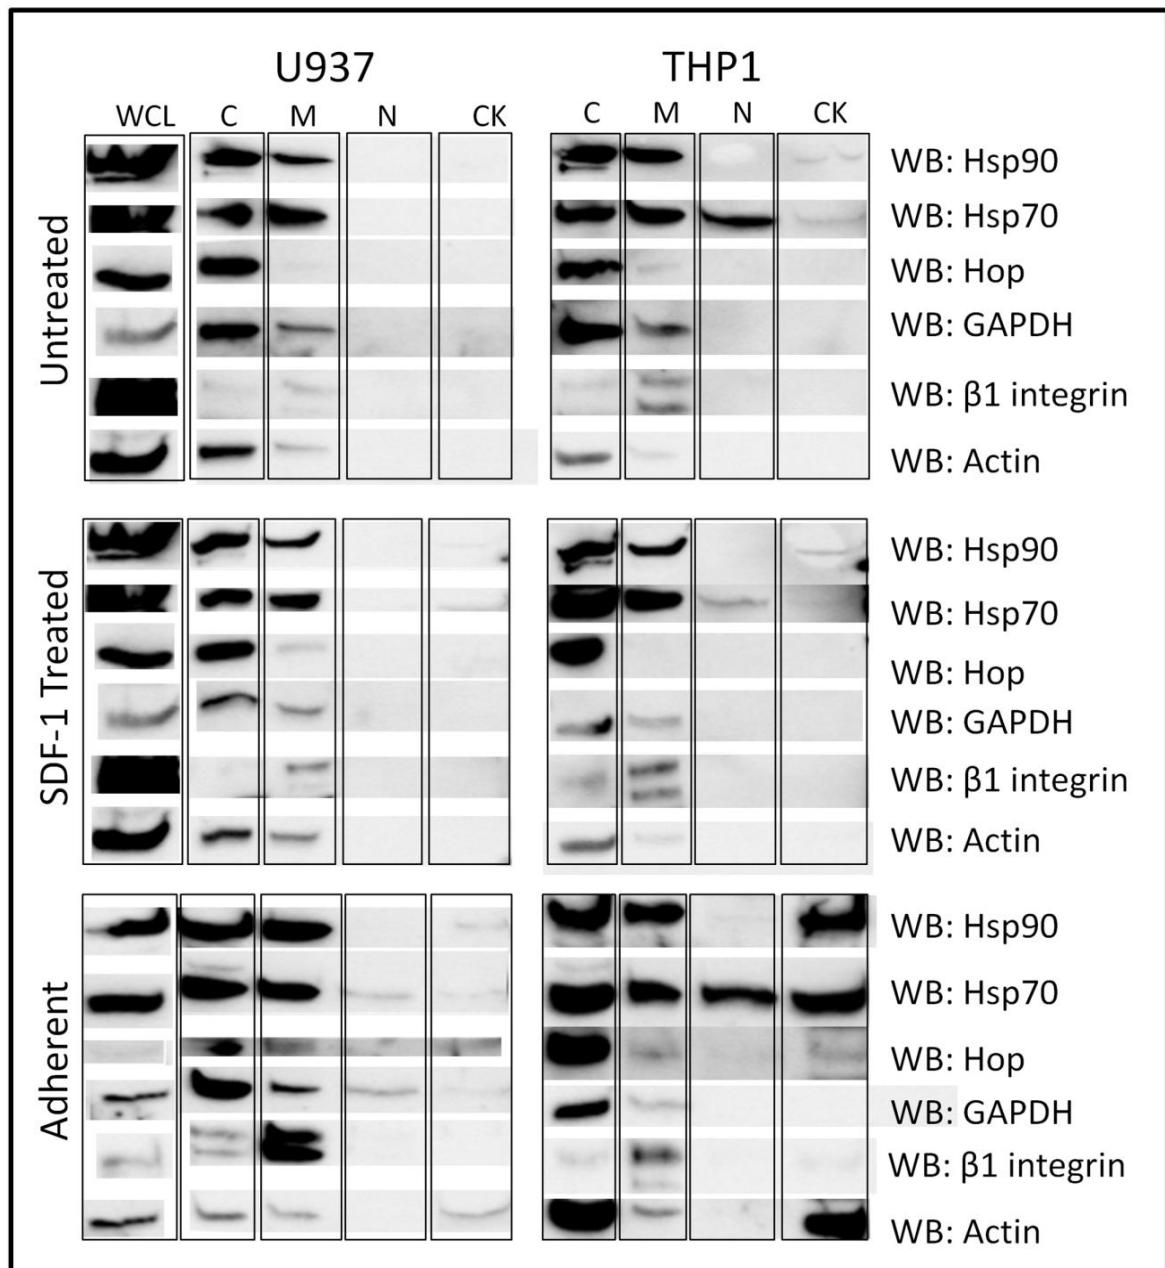 U937 THP1
WCL C M N CK C M N CK
Untreated
WB: Hsp90
WB: Hsp70
WB: Hop
WB: GAPDH
WB: β1 integrin
WB: Actin
SDF-1 Treated
WB: Hsp90
WB: Hsp70
WB: Hop
WB: GAPDH
WB: β1 integrin
WB: Actin
Adherent
WB: Hsp90
WB: Hsp70
WB: Hop
WB: GAPDH
WB: β1 integrin
WB: Actin